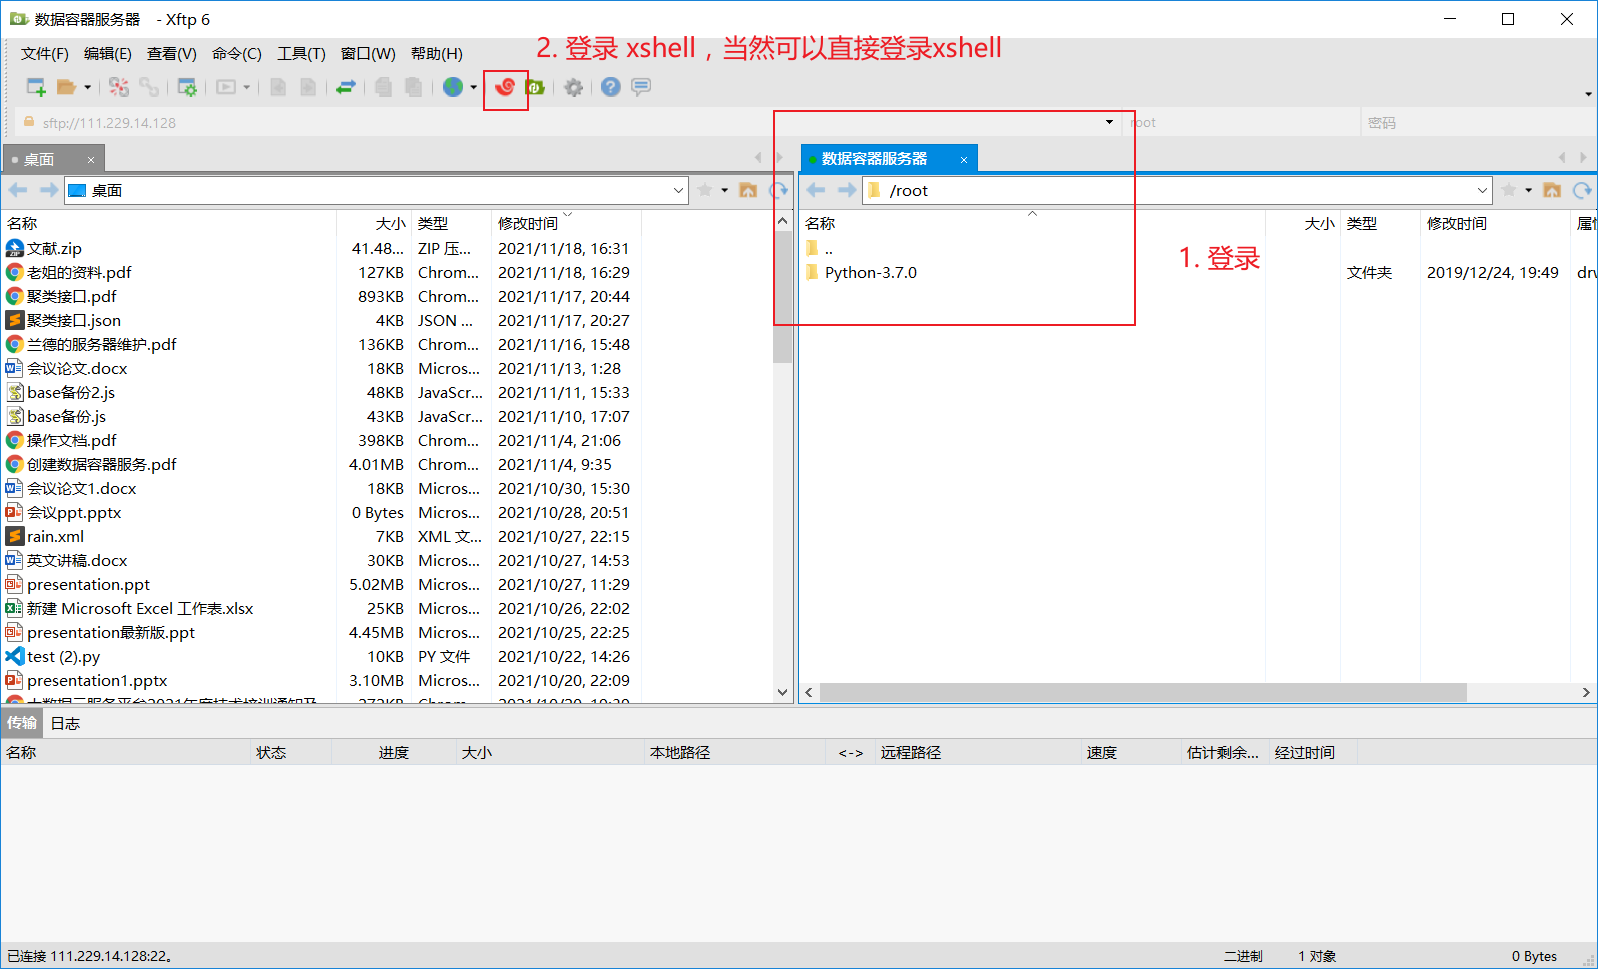 数据容器服务器 - Xftp 6
文件(F) 编辑(E) 查看(V) 命令(C) 工具(T) 窗口(W) 帮助(H)
2. 登录 xshell，当然可以直接登录xshell
sftp://111.229.14.128 root 密码
桌面 × 数据容器服务器 ×
桌面 /root
名称 大小 类型 修改时间
文献.zip 41.48... ZIP 压... 2021/11/18, 16:31
老姐的资料.pdf 127KB Chrom... 2021/11/18, 16:29
聚类接口.pdf 893KB Chrom... 2021/11/17, 20:44
聚类接口.json 4KB JSON ... 2021/11/17, 20:27
兰德的服务器维护.pdf 136KB Chrom... 2021/11/16, 15:48
会议论文.docx 18KB Micros... 2021/11/13, 1:28
base备份2.js 48KB JavaScr... 2021/11/11, 15:33
base备份.js 43KB JavaScr... 2021/11/10, 17:07
操作文档.pdf 398KB Chrom... 2021/11/4, 21:06
创建数据容器服务.pdf 4.01MB Chrom... 2021/11/4, 9:35
会议论文1.docx 18KB Micros... 2021/10/30, 15:30
会议ppt.pptx 0 Bytes Micros... 2021/10/28, 20:51
rain.xml 7KB XML 文... 2021/10/27, 22:15
英文讲稿.docx 30KB Micros... 2021/10/27, 14:53
presentation.ppt 5.02MB Micros... 2021/10/27, 11:29
新建 Microsoft Excel 工作表.xlsx 25KB Micros... 2021/10/26, 22:02
presentation最新版.ppt 4.45MB Micros... 2021/10/25, 22:25
test (2).py 10KB PY 文件 2021/10/22, 14:26
presentation1.pptx 3.10MB Micros... 2021/10/20, 22:09
名称 大小 类型 修改时间
..
Python-3.7.0 文件夹 2019/12/24, 19:49
1. 登录
传输 日志
名称 状态 进度 大小 本地路径 <-> 远程路径 速度 估计剩余... 经过时间
已连接 111.229.14.128:22。 二进制 1 对象 0 Bytes